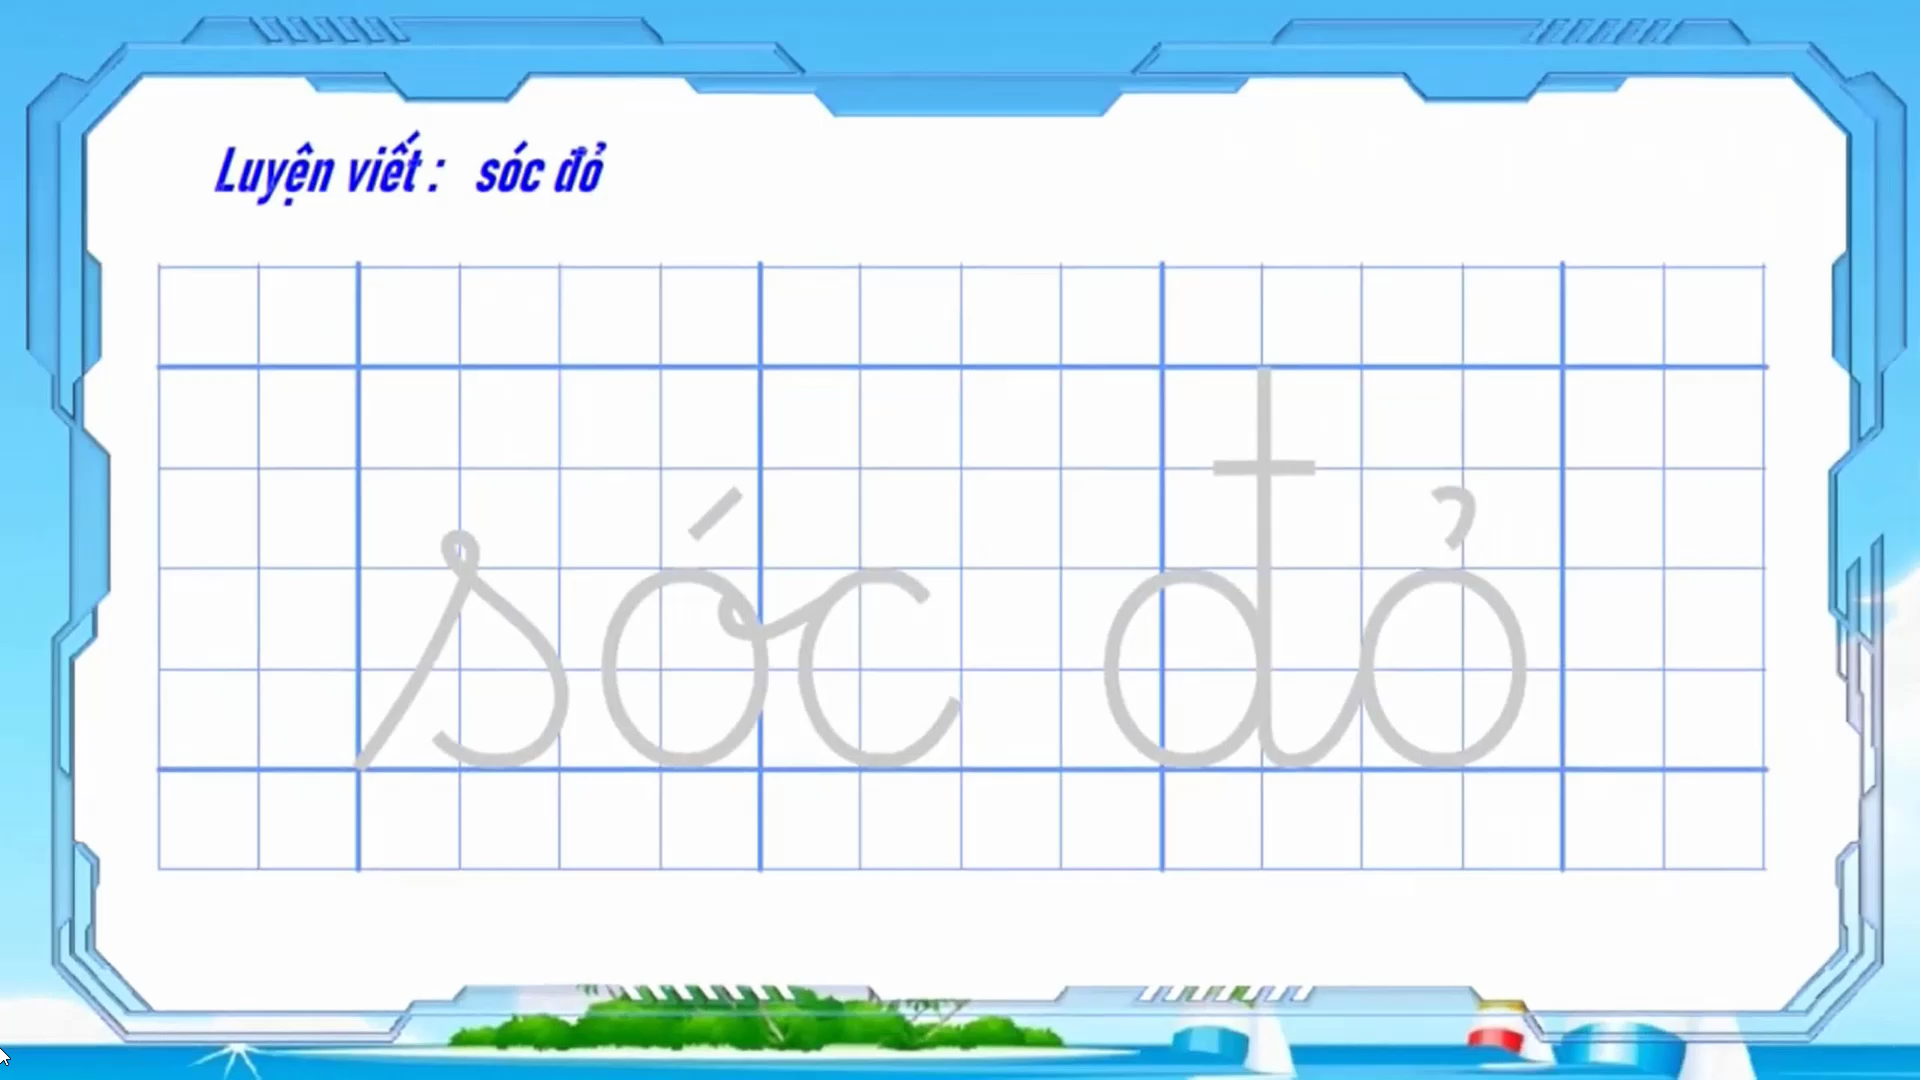 Luyện viết : sóc đỏ
sóc đỏ